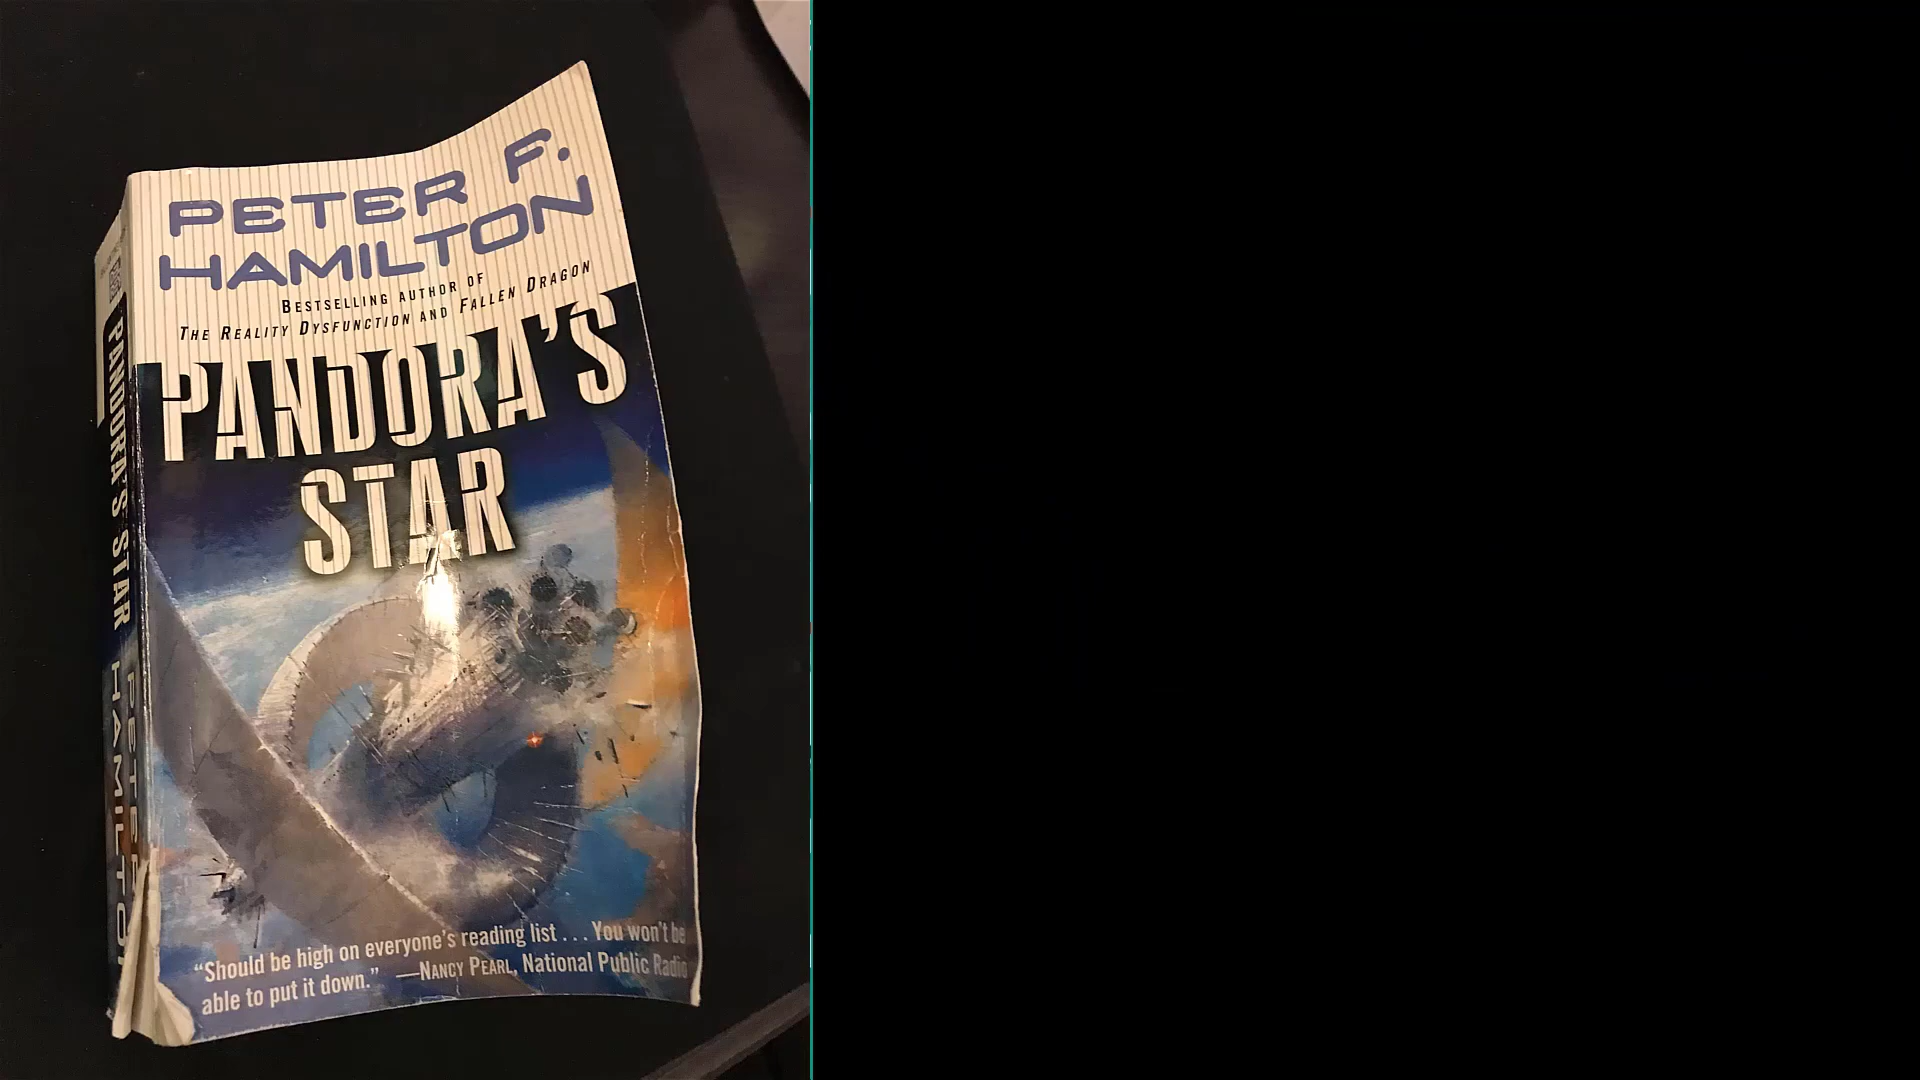 PETER F.
HAMILTON
BESTSELLING AUTHOR OF
THE REALITY DYSFUNCTION AND FALLEN DRAGON
PANDORA'S
STAR
"Should be high on everyone's reading list . . . You won't be
able to put it down." —NANCY PEARL, National Public Radio
PANDORA'S STAR
PETER
HAMILTON